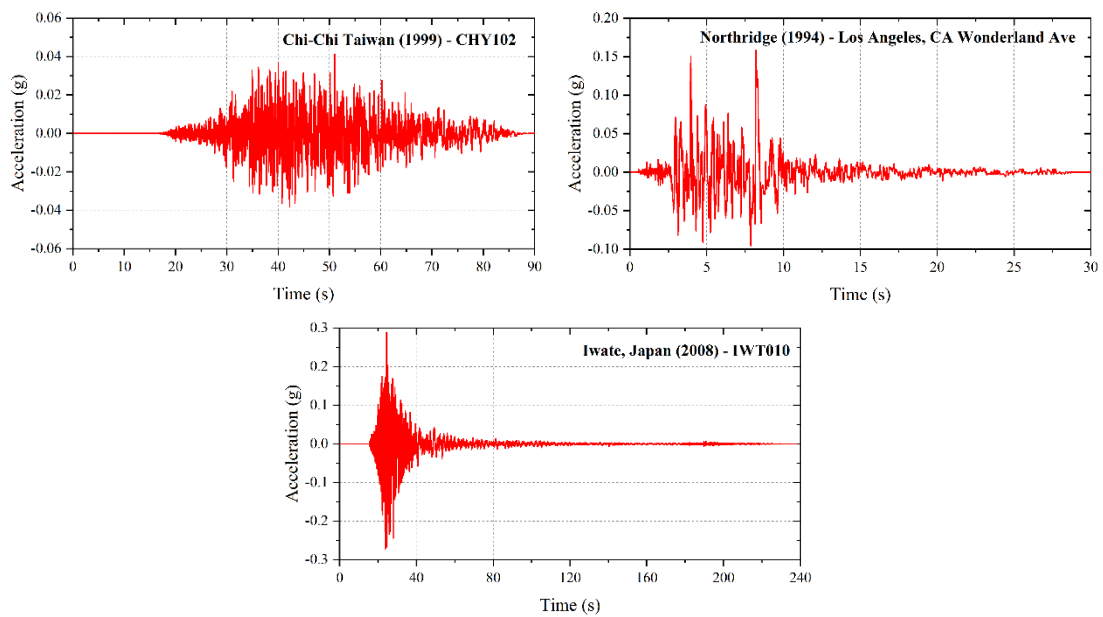 Chi-Chi Taiwan (1999) - CHY102
Acceleration (g)
0.06
0.04
0.02
0.00
-0.02
-0.04
-0.06
0 10 20 30 40 50 60 70 80 90
Time (s)
Northridge (1994) - Los Angeles, CA Wonderland Ave
Acceleration (g)
0.20
0.15
0.10
0.05
0.00
-0.05
-0.10
0 5 10 15 20 25 30
Time (s)
Iwate, Japan (2008) - IWT010
Acceleration (g)
0.3
0.2
0.1
0.0
-0.1
-0.2
-0.3
0 40 80 120 160 200 240
Time (s)